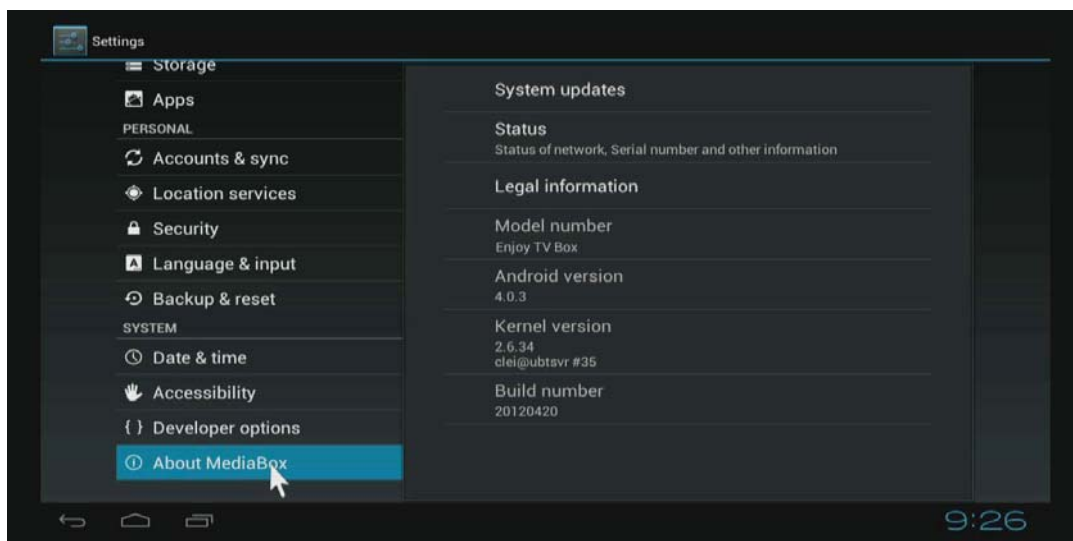 Settings
Storage
Apps
PERSONAL
Accounts & sync
Location services
Security
Language & input
Backup & reset
SYSTEM
Date & time
Accessibility
{ } Developer options
About MediaBox
System updates
Status
Status of network, Serial number and other information
Legal information
Model number
Enjoy TV Box
Android version
4.0.3
Kernel version
2.6.34
clei@ubtsvr #35
Build number
20120420
9:26